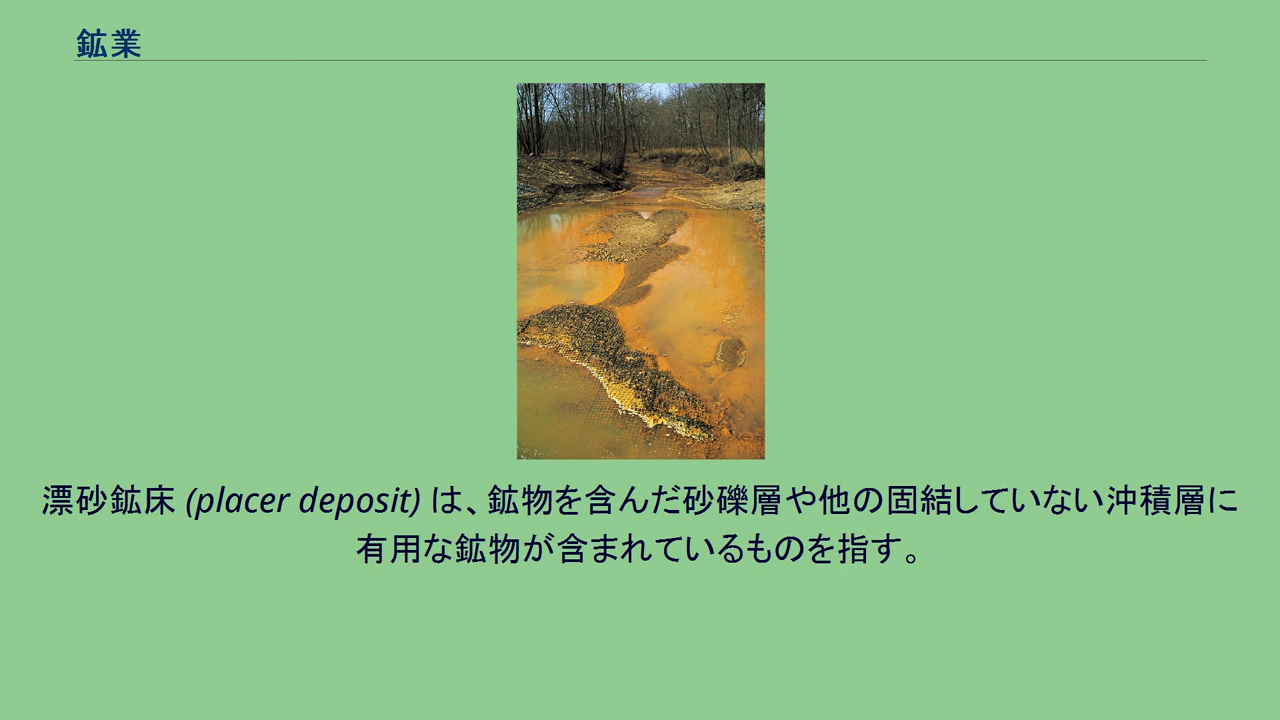 鉱業
漂砂鉱床 (placer deposit) は、鉱物を含んだ砂礫層や他の固結していない沖積層に
有用な鉱物が含まれているものを指す。